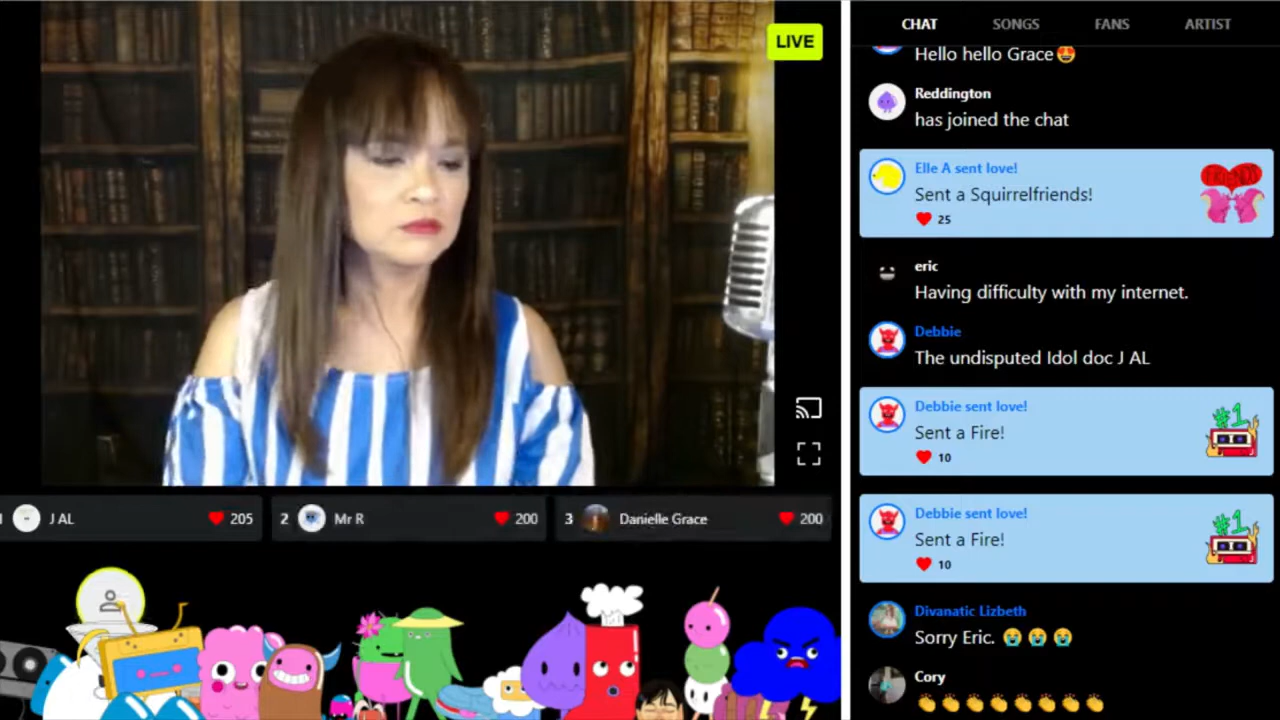 LIVE
J AL
205
2
Mr R
200
3
Danielle Grace
200
CHAT
SONGS
FANS
ARTIST
Hello hello Grace🤩
Reddington
has joined the chat
Elle A sent love!
Sent a Squirrelfriends!
25
FRIENDS
eric
Having difficulty with my internet.
Debbie
The undisputed Idol doc J AL
Debbie sent love!
Sent a Fire!
10
#1
Debbie sent love!
Sent a Fire!
10
#1
Divanatic Lizbeth
Sorry Eric. 😭😭😭
Cory
👏👏👏👏👏👏👏👏